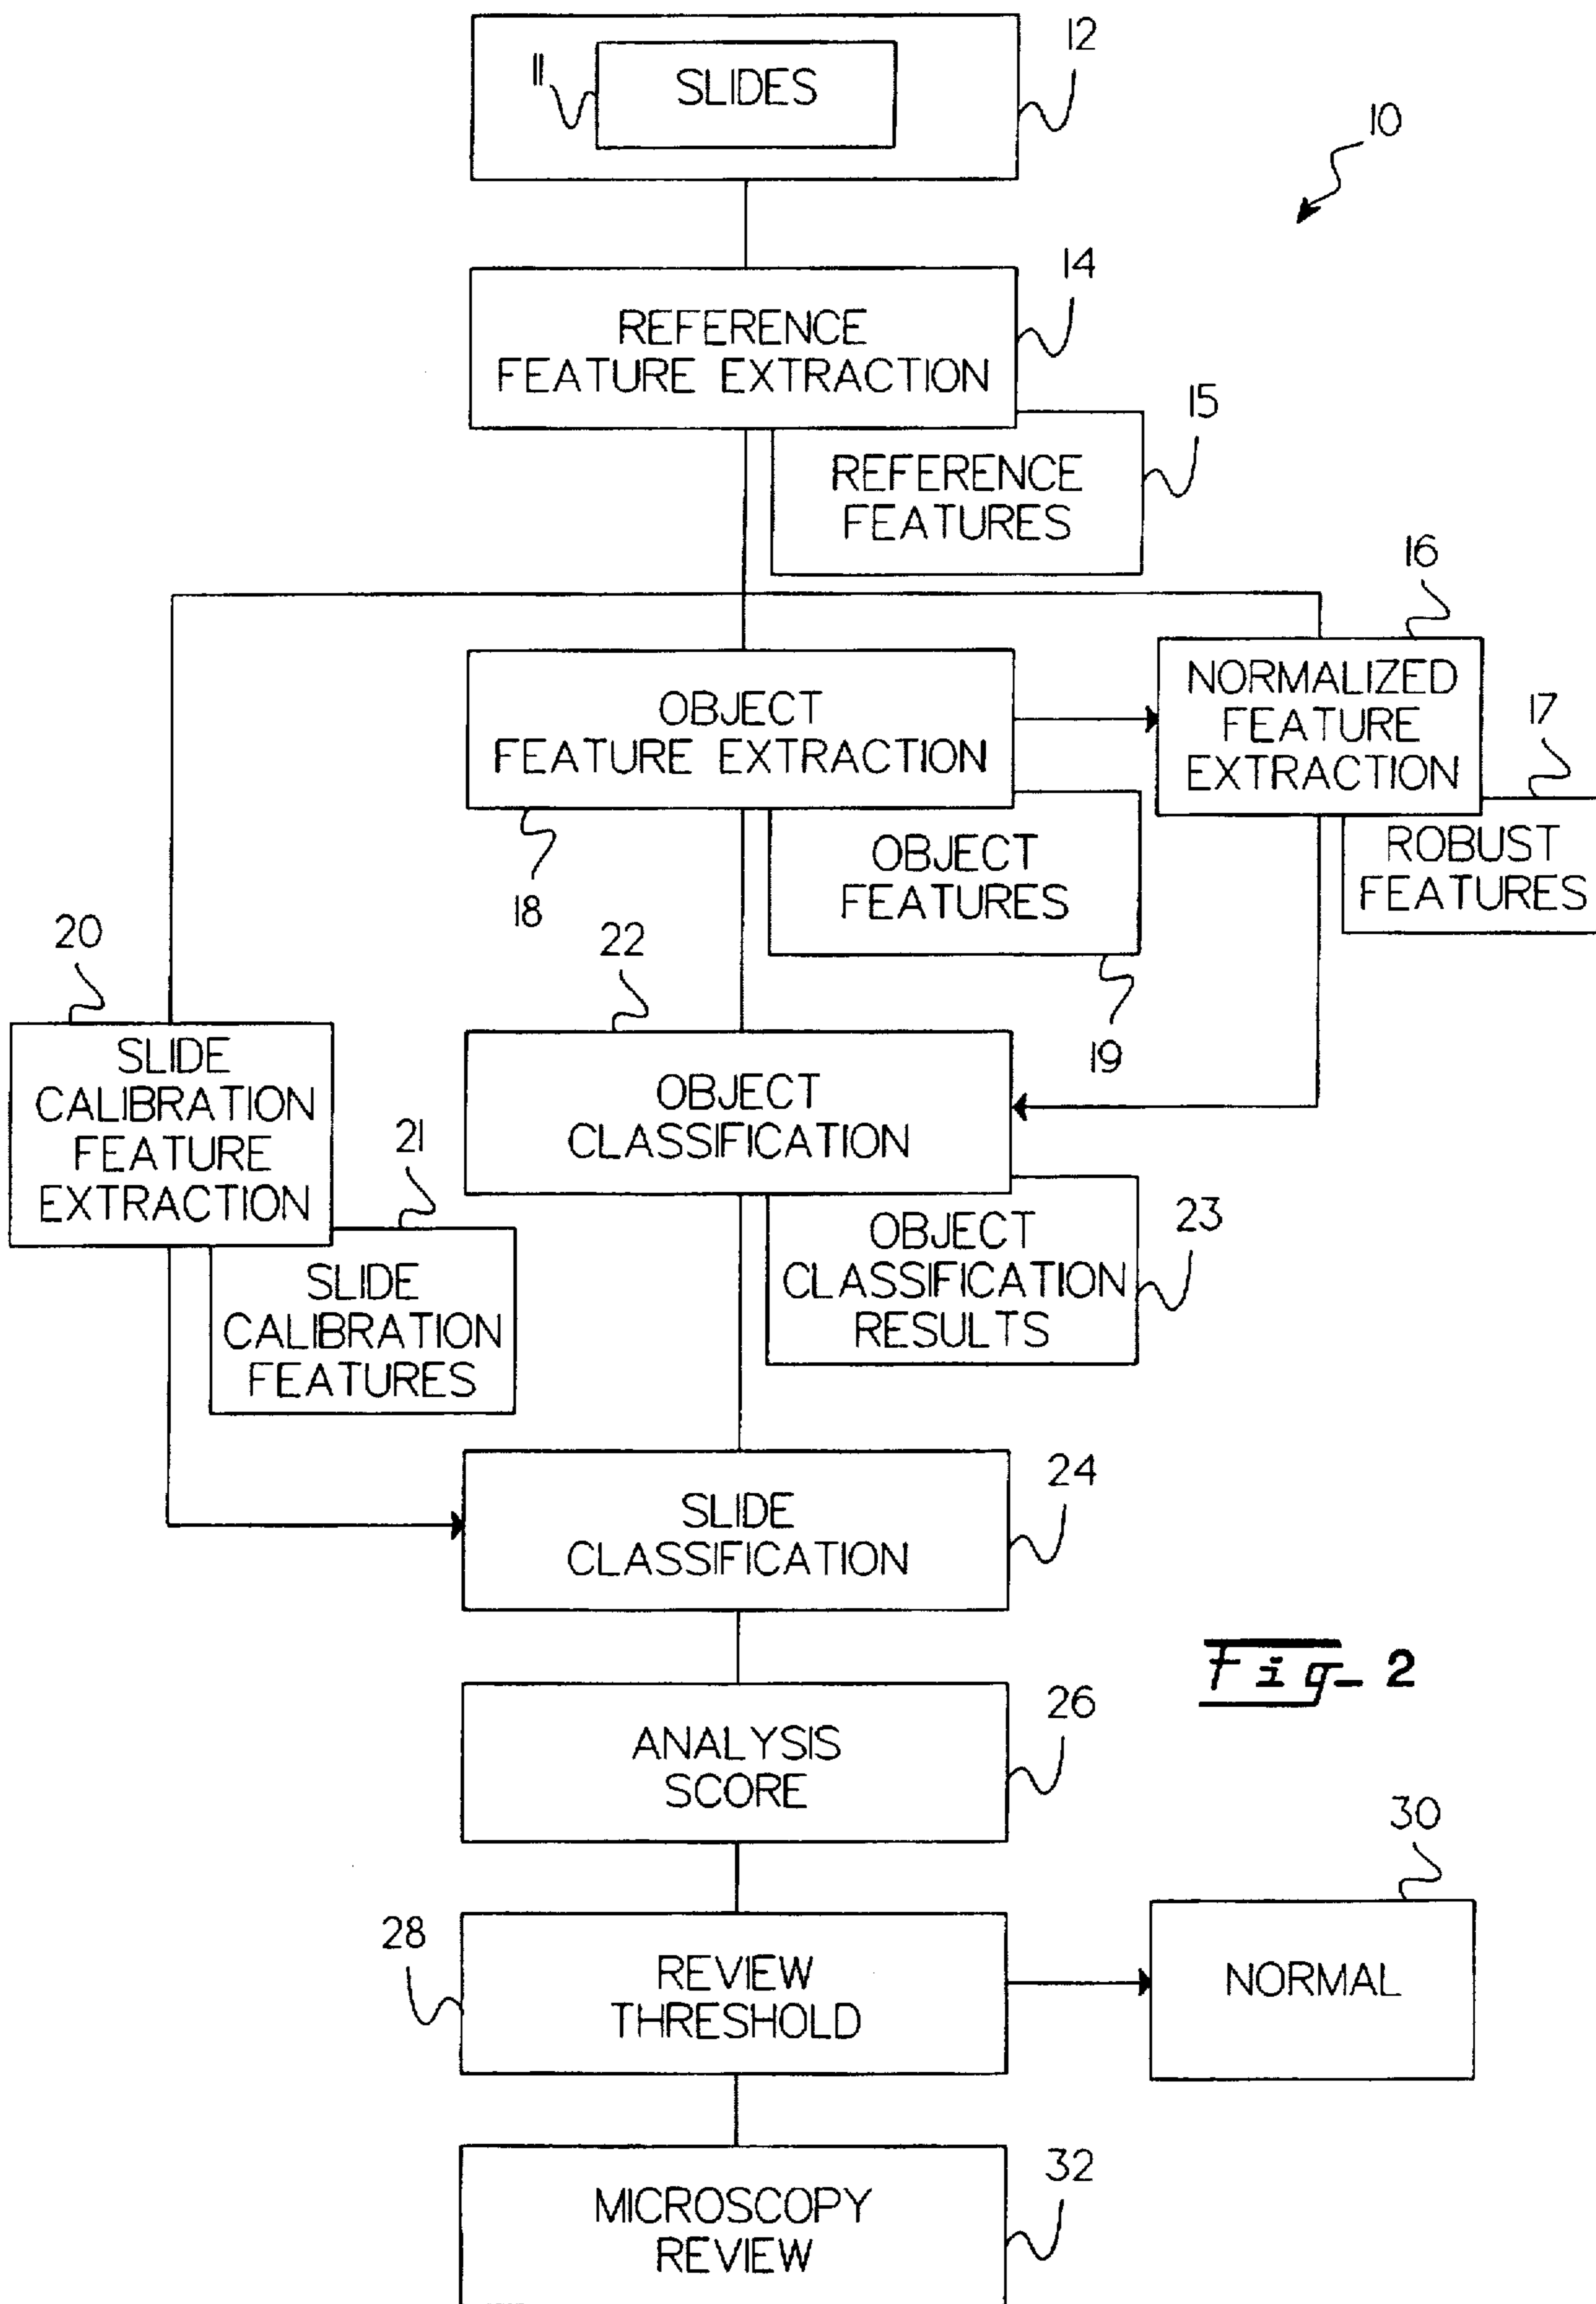 12
11
SLIDES
10
14
REFERENCE
FEATURE EXTRACTION
15
REFERENCE
FEATURES
16
NORMALIZED
FEATURE
EXTRACTION
17
OBJECT
FEATURE EXTRACTION
18
OBJECT
FEATURES
19
ROBUST
FEATURES
20
SLIDE
CALIBRATION
FEATURE
EXTRACTION
22
OBJECT
CLASSIFICATION
21
SLIDE
CALIBRATION
FEATURES
23
OBJECT
CLASSIFICATION
RESULTS
24
SLIDE
CLASSIFICATION
Fig- 2
26
ANALYSIS
SCORE
28
REVIEW
THRESHOLD
30
NORMAL
32
MICROSCOPY
REVIEW